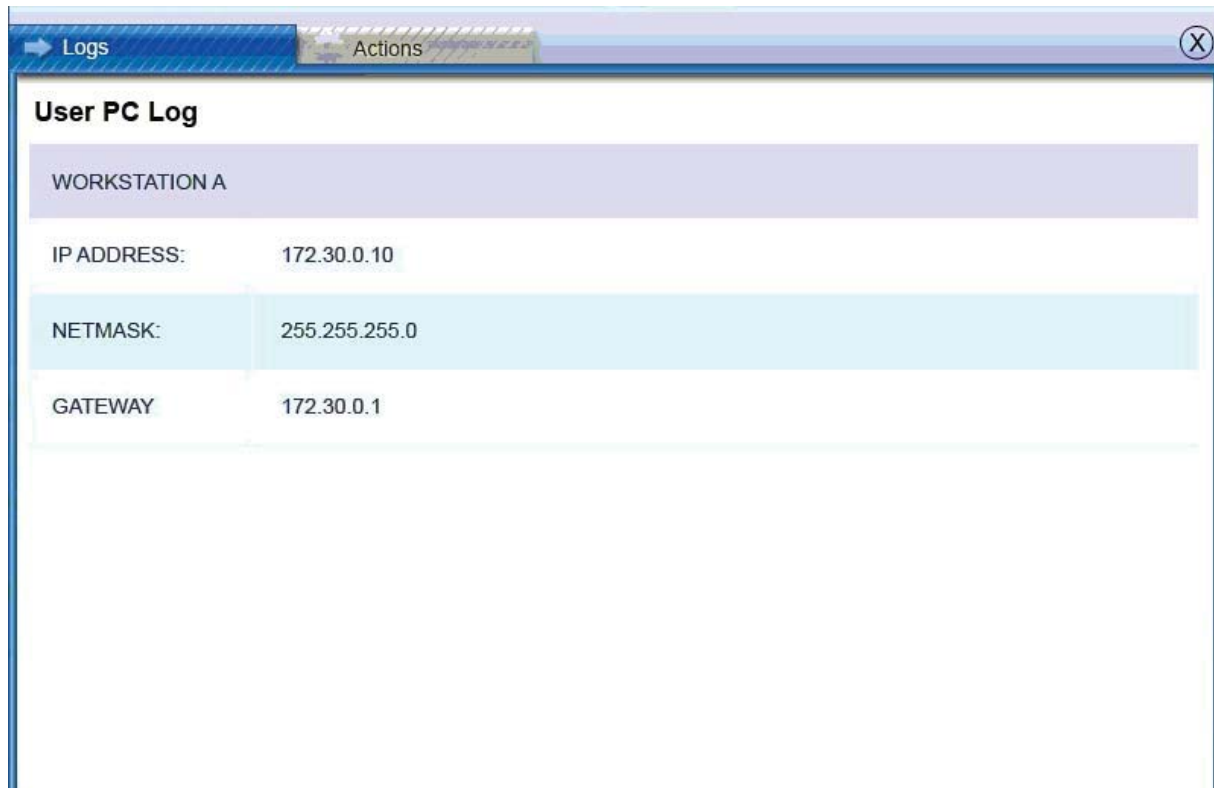 Logs
Actions
X
User PC Log
WORKSTATION A
IP ADDRESS: 172.30.0.10
NETMASK: 255.255.255.0
GATEWAY 172.30.0.1